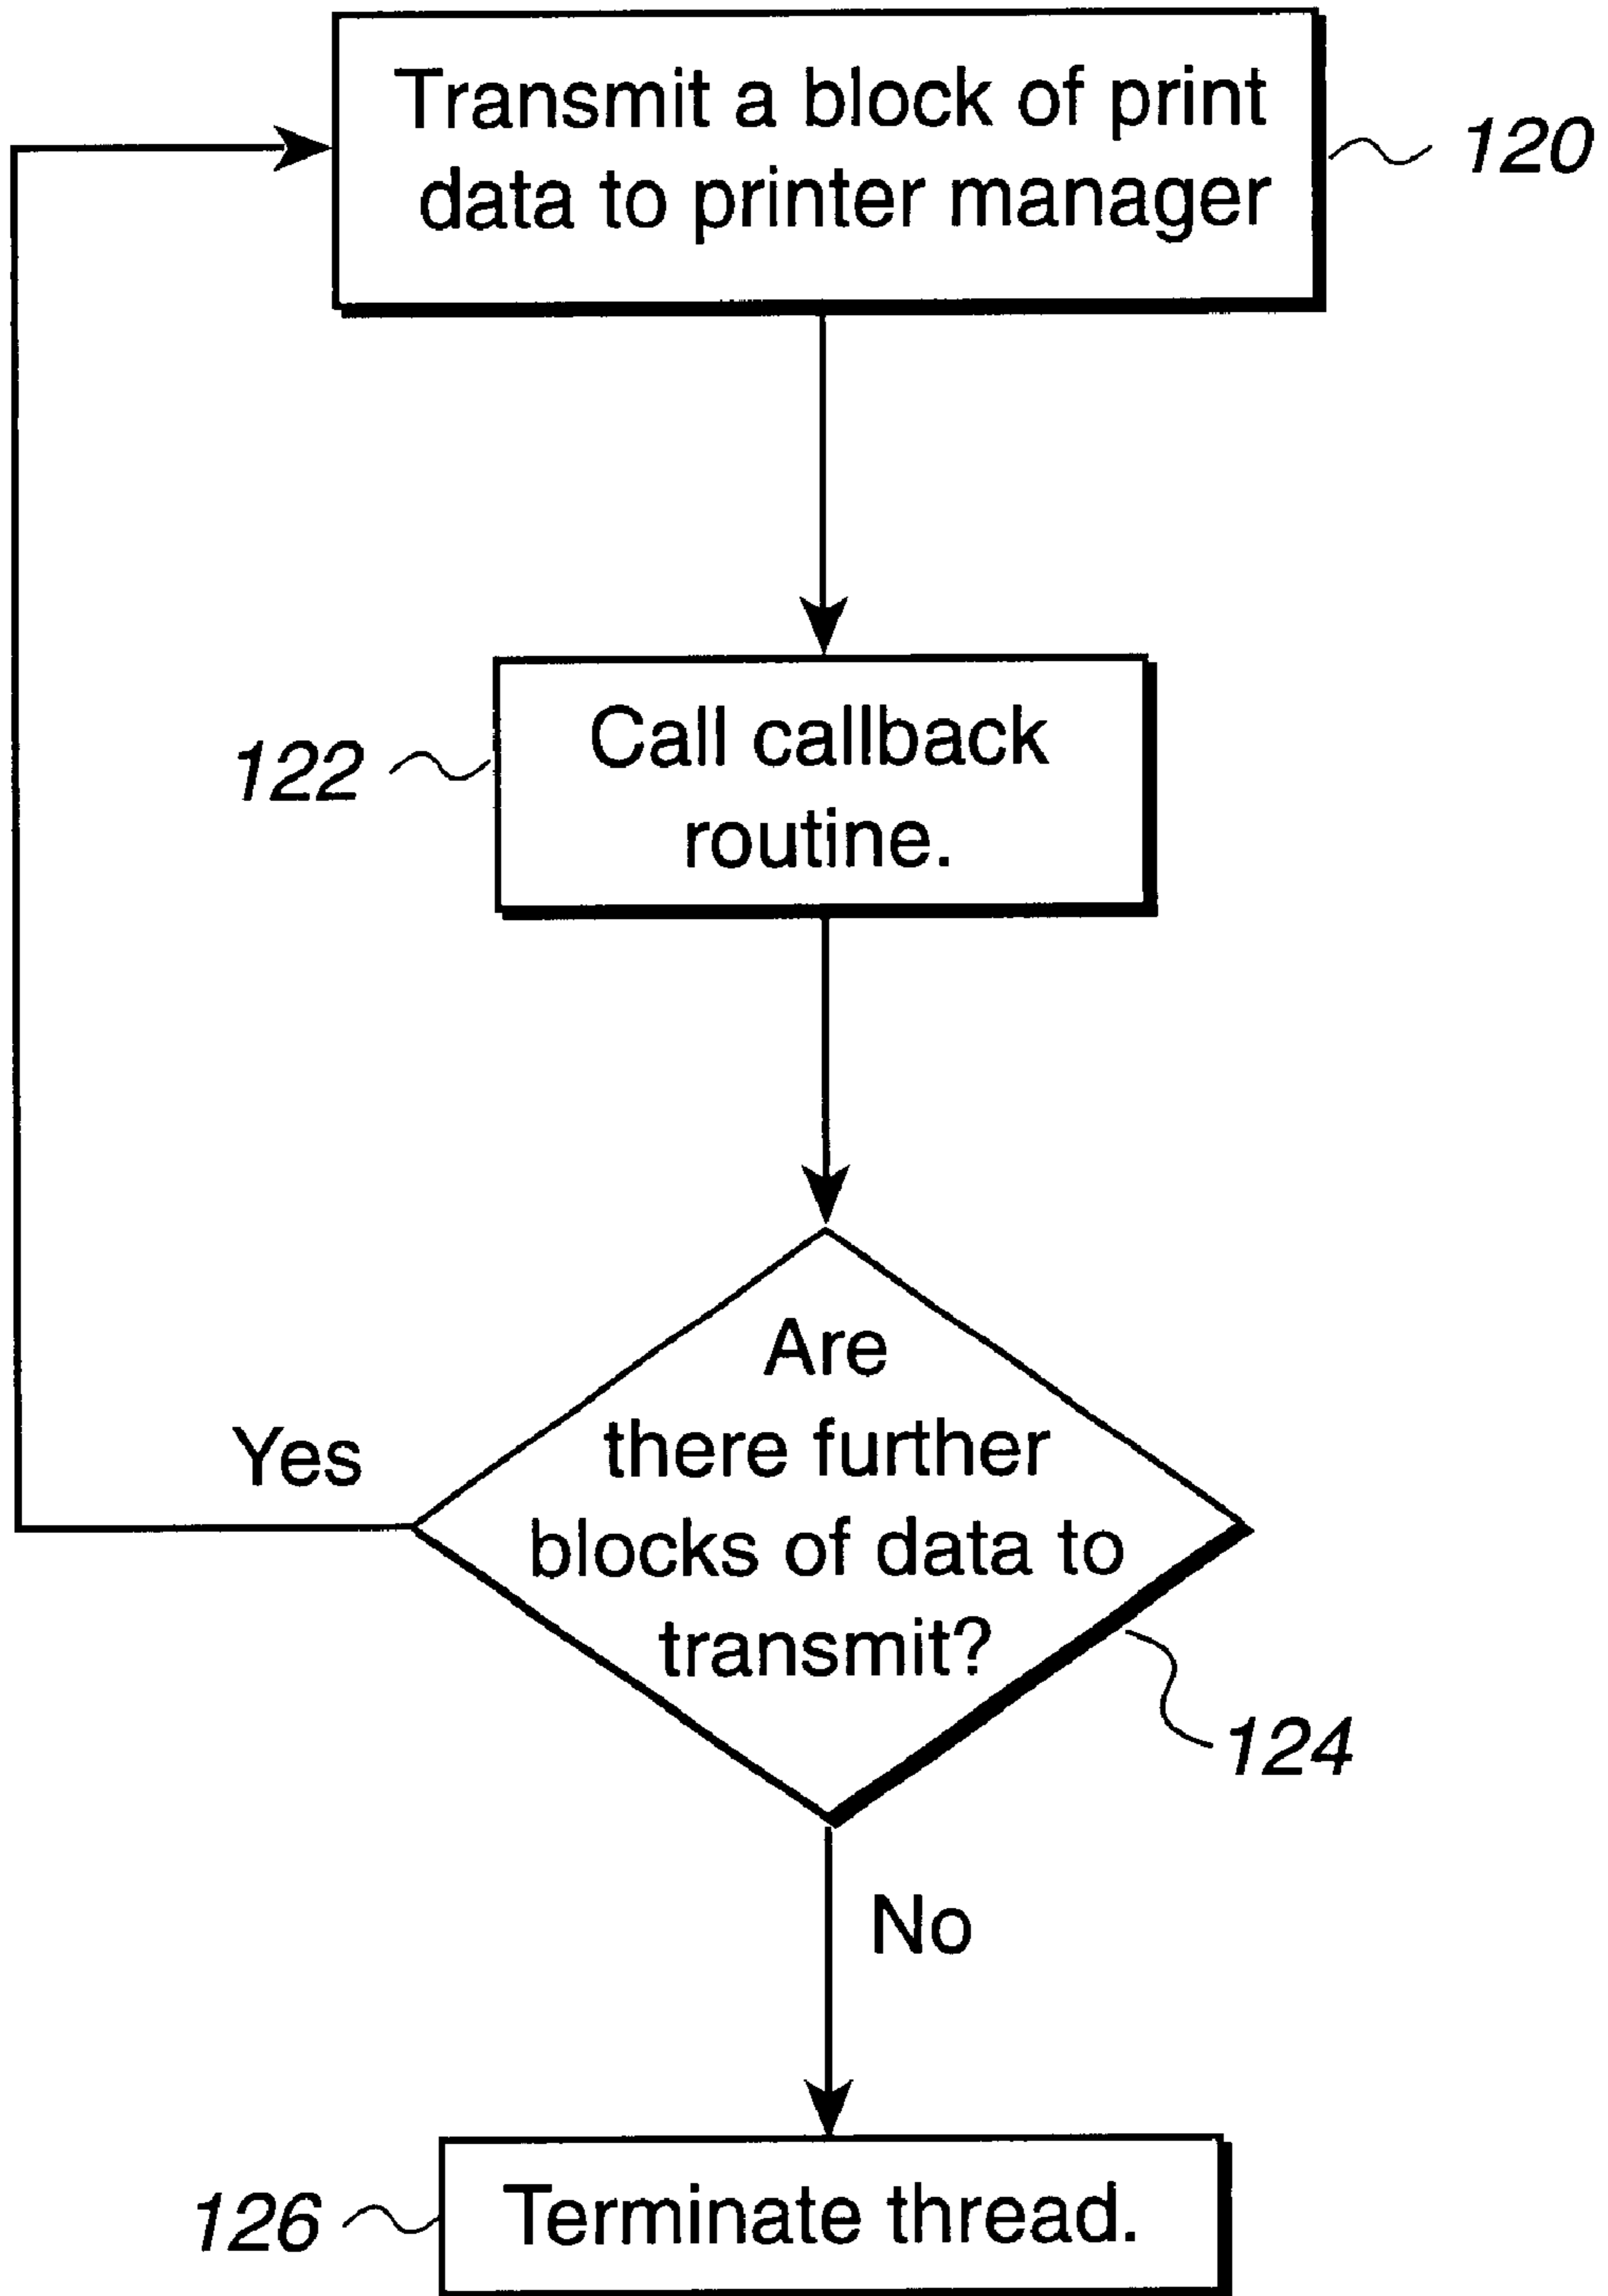 Transmit a block of print
data to printer manager
120
Call callback
routine.
122
Are
there further
blocks of data to
transmit?
Yes
124
No
Terminate thread.
126